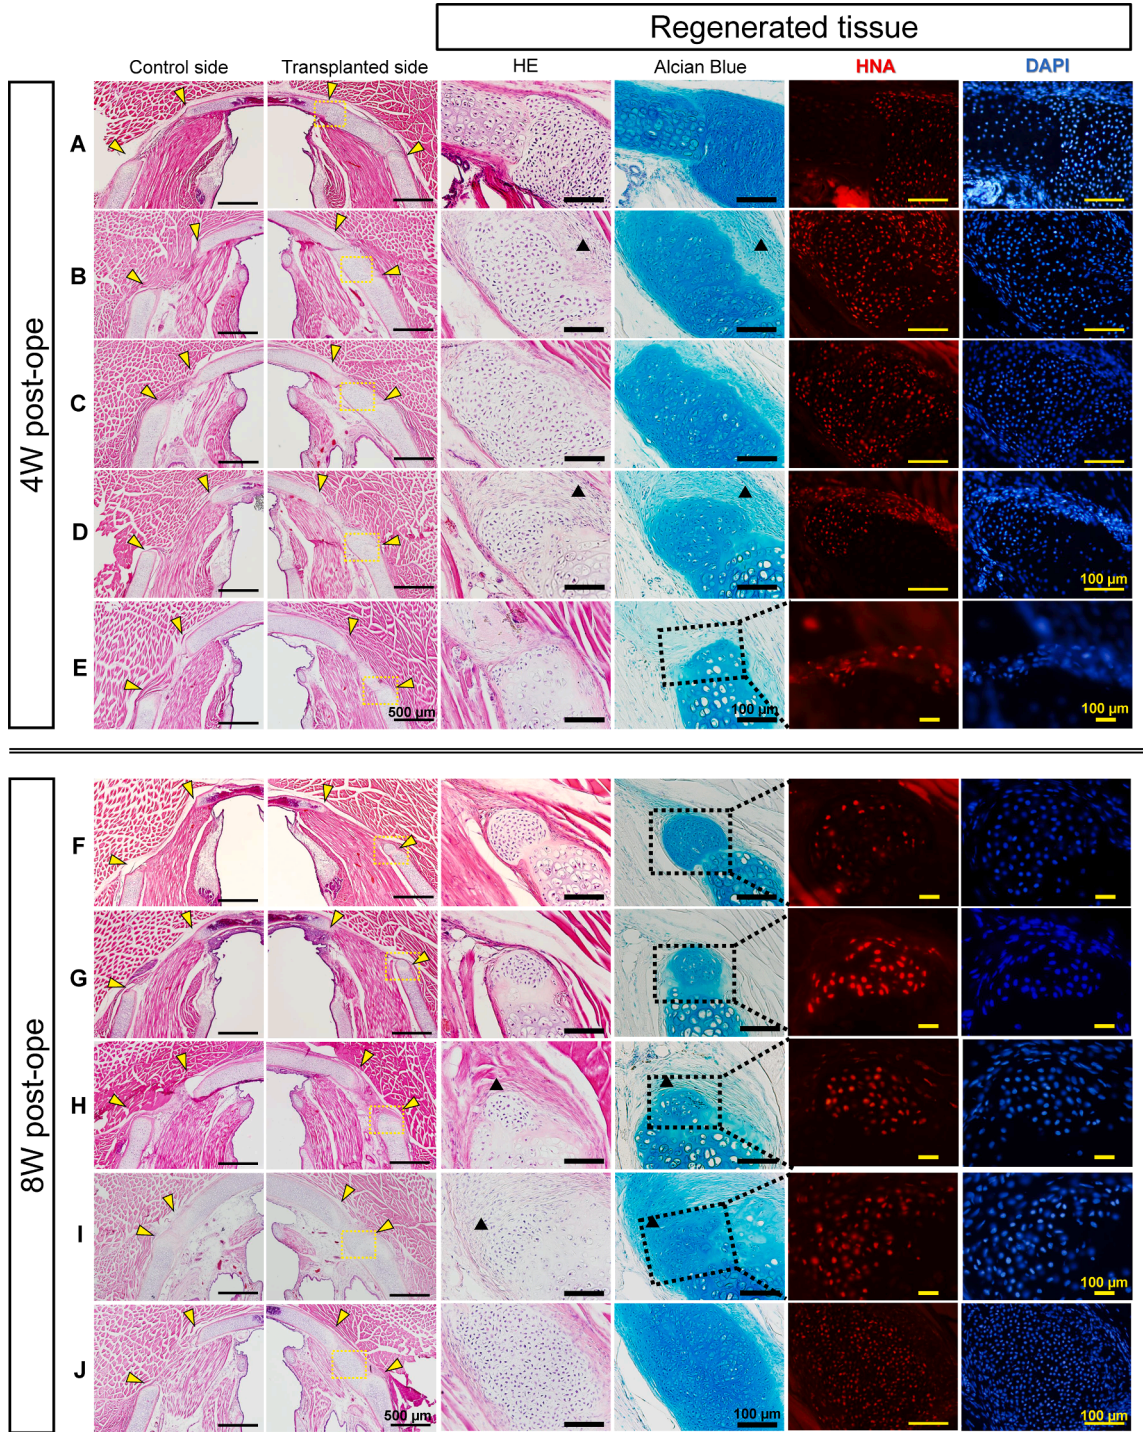 Regenerated tissue
Control side
Transplanted side
HE
Alcian Blue
HNA
DAPI
4W post-ope
A
B
C
D
100 µm
E
500 µm
100 µm
100 µm
8W post-ope
F
G
H
I
100 µm
J
500 µm
100 µm
100 µm